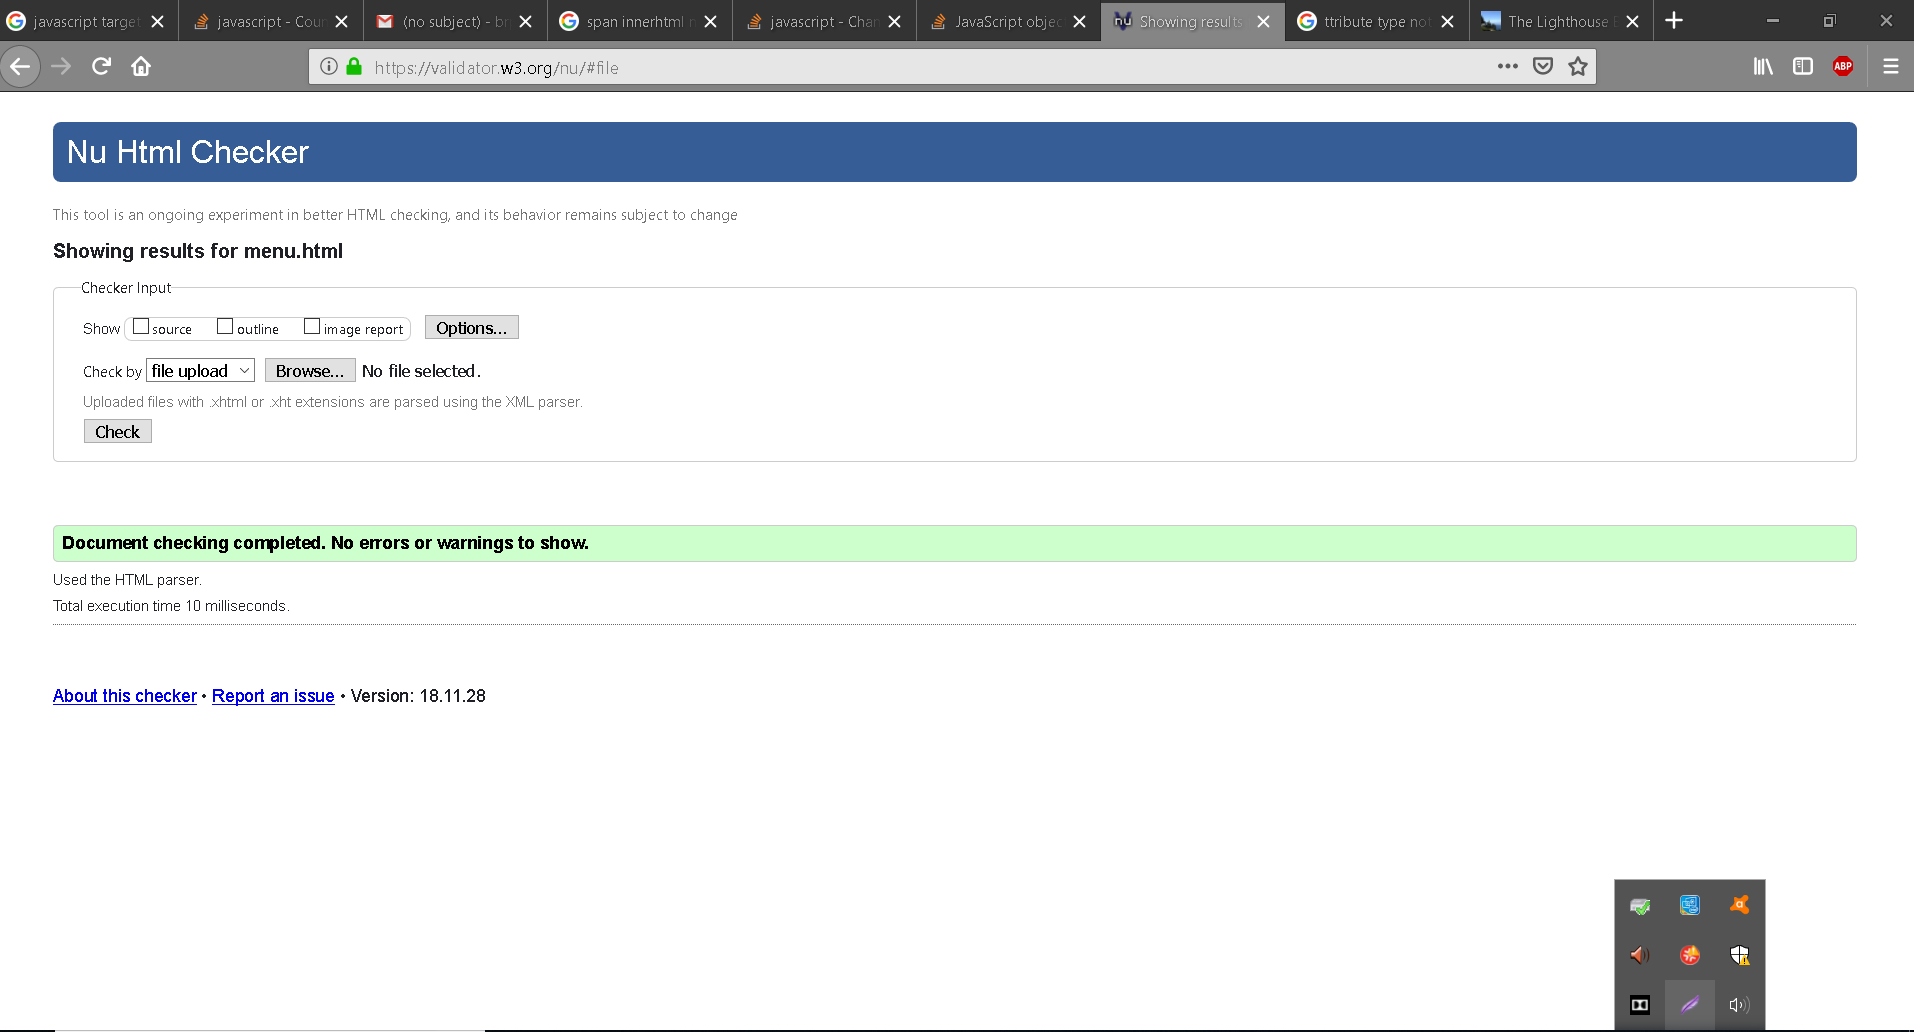 javascript target
javascript - Coun
(no subject) - br
span innerhtml n
javascript - Chan
JavaScript objec
nu Showing results
ttribute type not
The Lighthouse
https://validator.w3.org/nu/#file
ABP
Nu Html Checker
This tool is an ongoing experiment in better HTML checking, and its behavior remains subject to change
Showing results for menu.html
Checker Input
Show source outline image report Options...
Check by file upload Browse... No file selected.
Uploaded files with .xhtml or .xht extensions are parsed using the XML parser.
Check
Document checking completed. No errors or warnings to show.
Used the HTML parser.
Total execution time 10 milliseconds.
About this checker • Report an issue • Version: 18.11.28